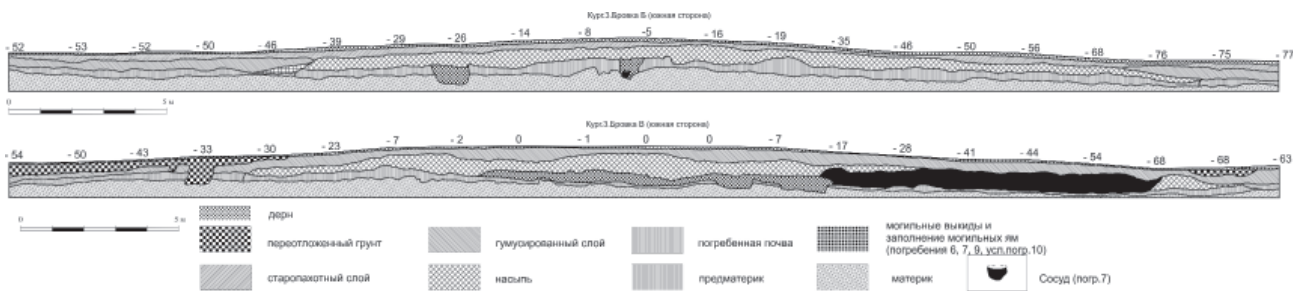 Кург.3.Бровка Б (южная сторона)
- 52 - 53 - 52 - 50 - 46 - 39 - 29 - 26 - 14 - 8 - 5 - 16 - 19 - 35 - 46 - 50 - 56 - 68 - 76 - 75 - 77
0 5 м
Кург.3.Бровка В (южная сторона)
- 54 - 50 - 43 - 33 - 30 - 23 - 7 - 2 0 - 1 0 0 - 7 - 17 - 28 - 41 - 44 - 54 - 68 - 68 - 63
0 5 м
дерн
переотложенный грунт
старопахотный слой
гумусированный слой
насыпь
погребенная почва
предматерик
могильные выкиды и
заполнение могильных ям
(погребения 6, 7, 9, усл.погр.10)
материк
Сосуд (погр.7)